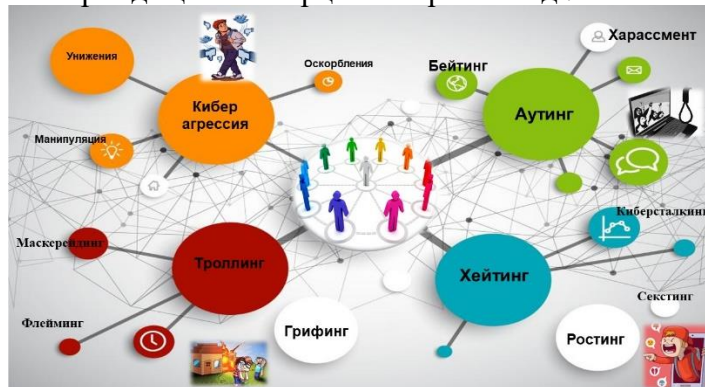 Унижения
Оскорбления
Кибер
агрессия
Манипуляция
Харассмент
Бейтинг
Аутинг
Маскерейдинг
Троллинг
Флейминг
Грифинг
Киберсталкинг
Хейтинг
Секстинг
Ростинг